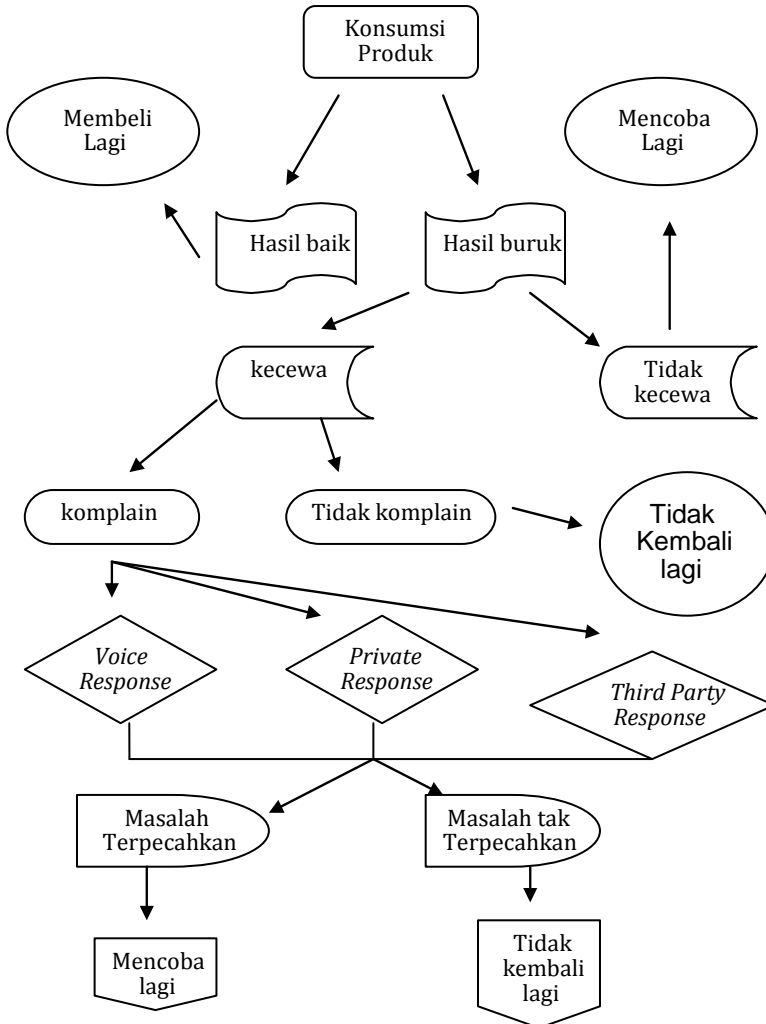 Konsumsi
Produk
Membeli
Lagi
Mencoba
Lagi
Hasil baik
Hasil buruk
kecewa
Tidak
kecewa
komplain
Tidak komplain
Tidak
Kembali
lagi
Voice
Response
Private
Response
Third Party
Response
Masalah
Terpecahkan
Masalah tak
Terpecahkan
Mencoba
lagi
Tidak
kembali
lagi